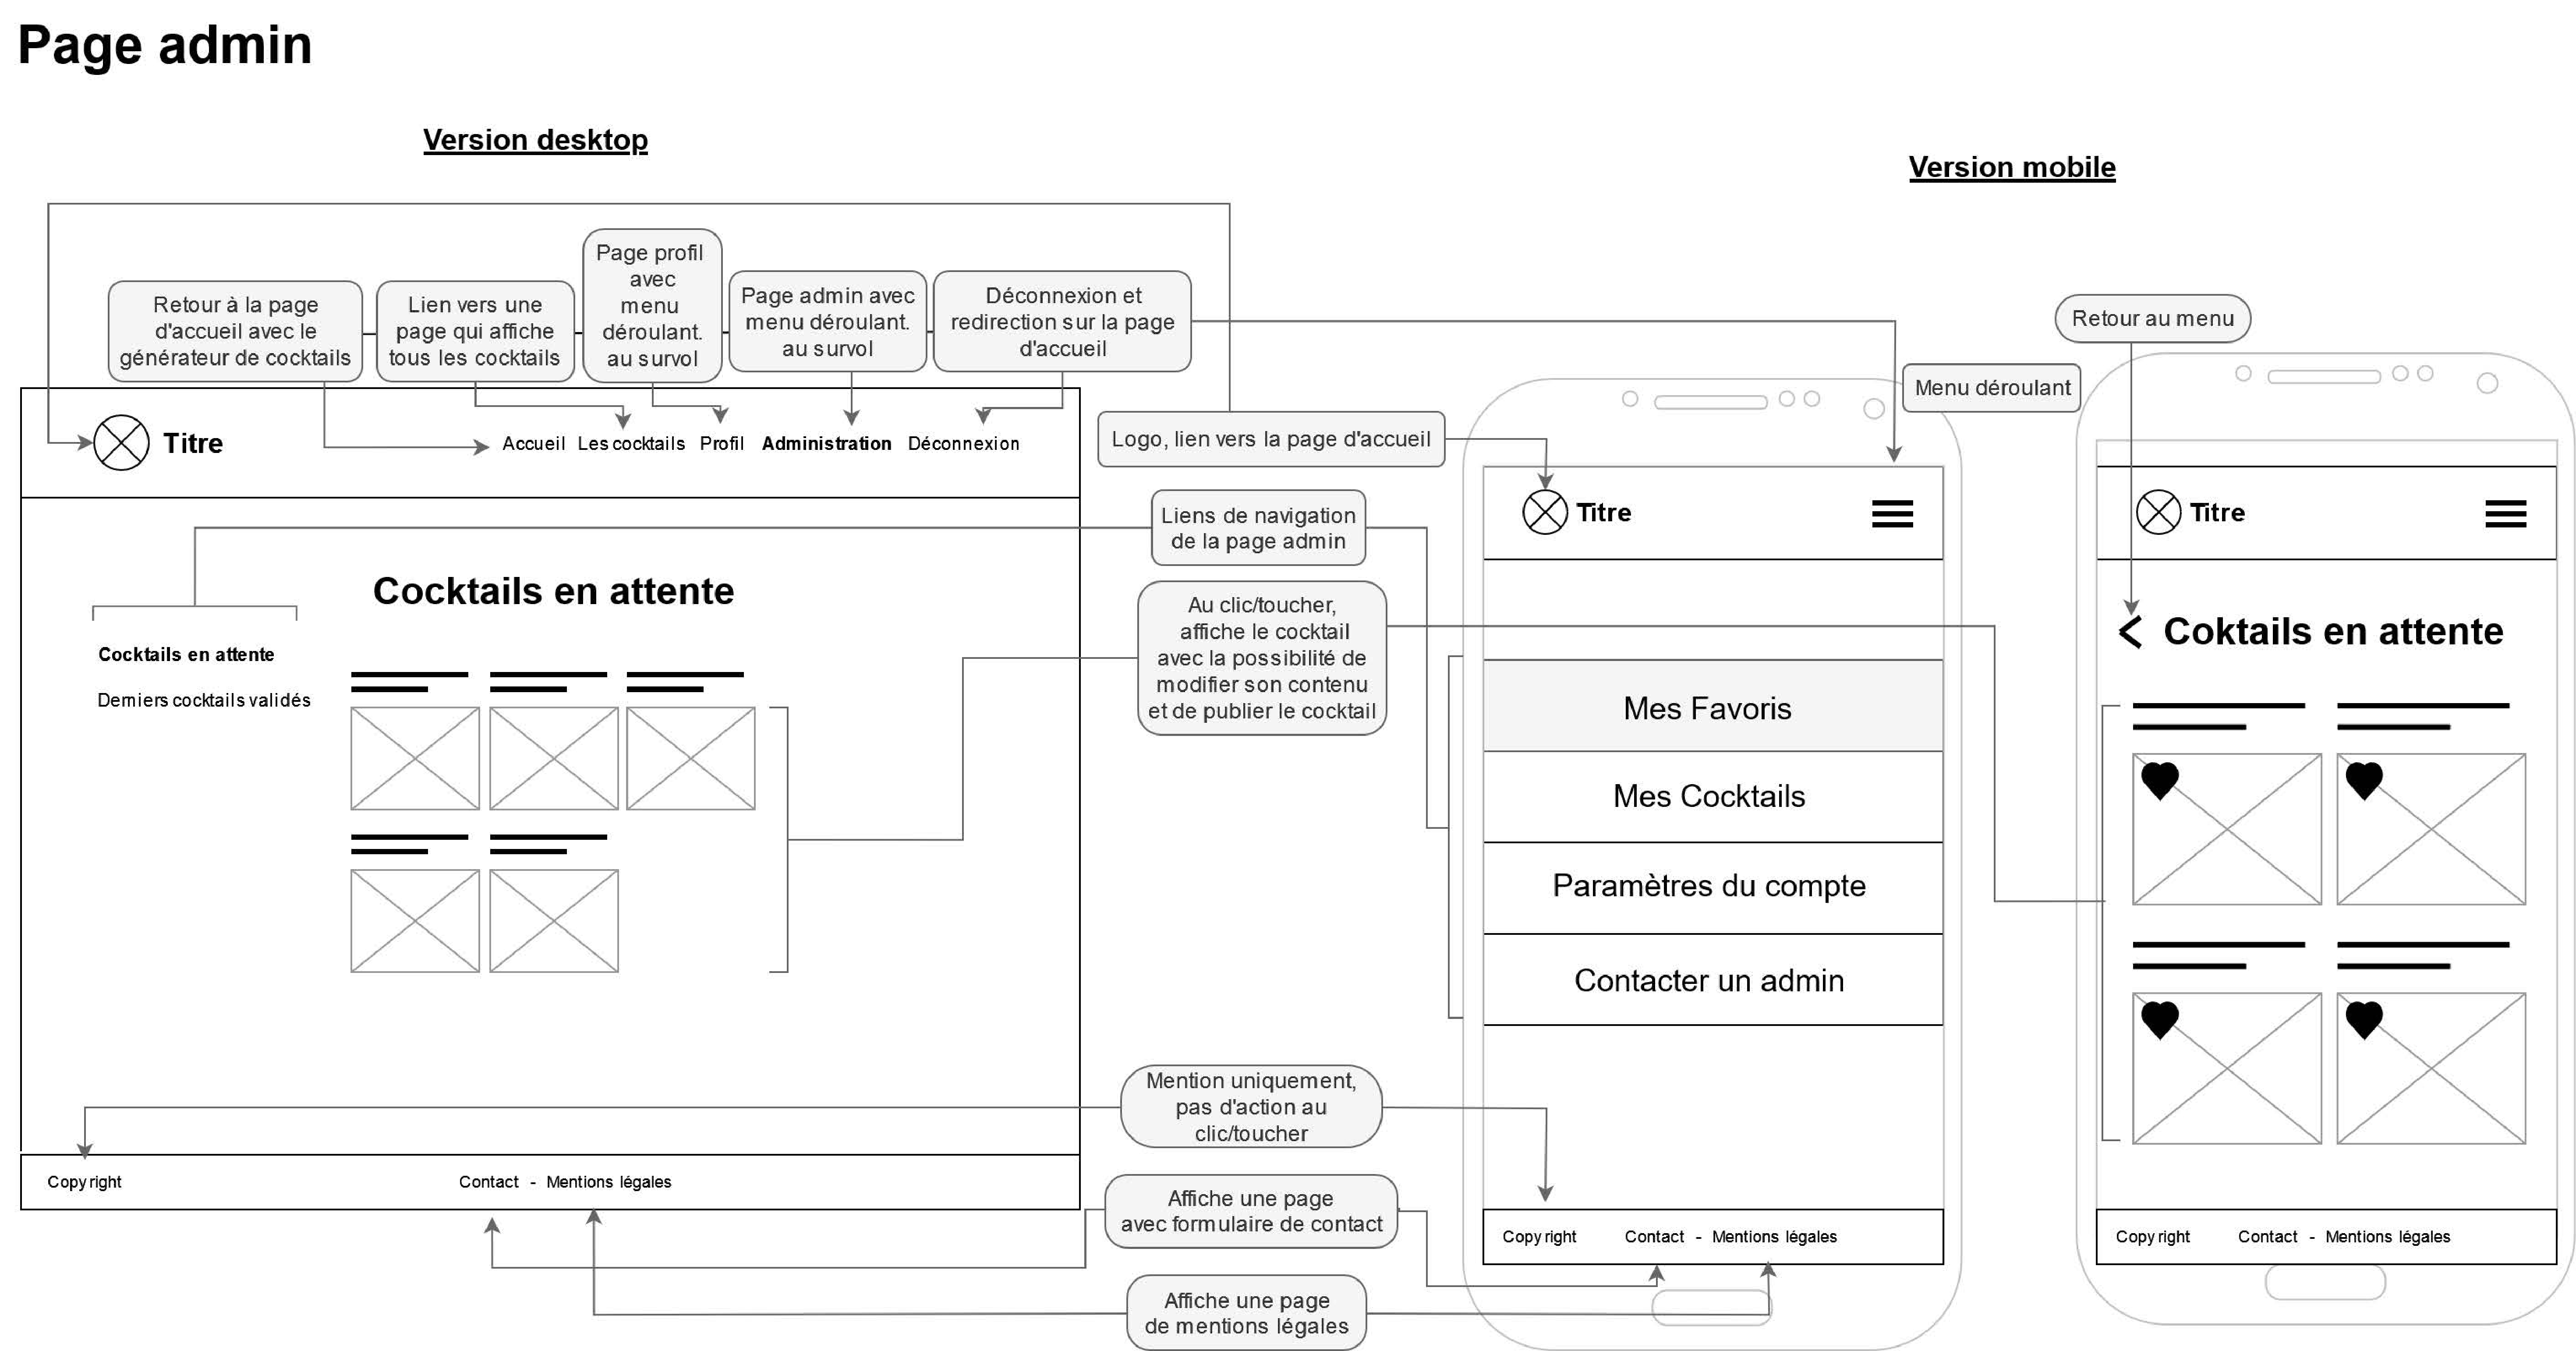 Page admin
Version desktop
Version mobile
Retour à la page
d'accueil avec le
générateur de cocktails
Lien vers une
page qui affiche
tous les cocktails
Page profil
avec
menu
déroulant.
au survol
Page admin avec
menu déroulant.
au survol
Déconnexion et
redirection sur la page
d'accueil
Retour au menu
Menu déroulant
Titre
Accueil
Les cocktails
Profil
Administration
Déconnexion
Logo, lien vers la page d'accueil
Liens de navigation
de la page admin
Au clic/toucher,
affiche le cocktail
avec la possibilité de
modifier son contenu
et de publier le cocktail
Cocktails en attente
Cocktails en attente
Derniers cocktails validés
Titre
Mes Favoris
Mes Cocktails
Paramètres du compte
Contacter un admin
Titre
Coktails en attente
Mention uniquement,
pas d'action au
clic/toucher
Copyright
Contact - Mentions légales
Affiche une page
avec formulaire de contact
Affiche une page
de mentions légales
Copyright
Contact - Mentions légales
Copyright
Contact - Mentions légales